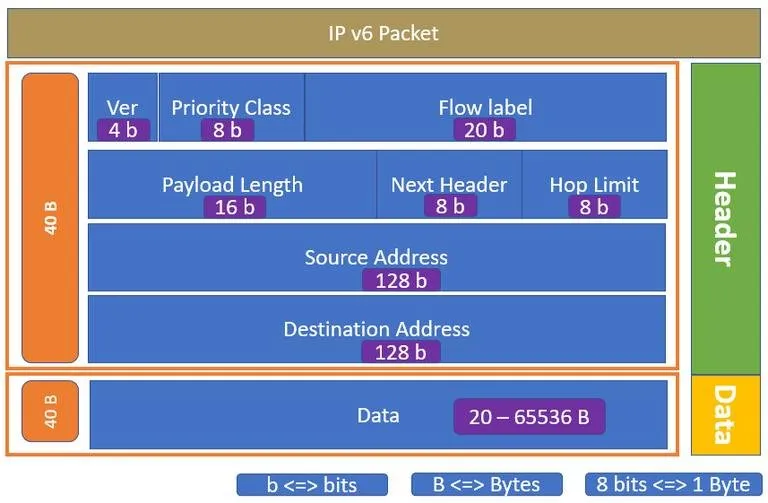 IP v6 Packet
40 B
Ver
4 b
Priority Class
8 b
Flow label
20 b
Payload Length
16 b
Next Header
8 b
Hop Limit
8 b
Source Address
128 b
Destination Address
128 b
Header
40 B
Data
20 – 65536 B
Data
b <=> bits
B <=> Bytes
8 bits <=> 1 Byte